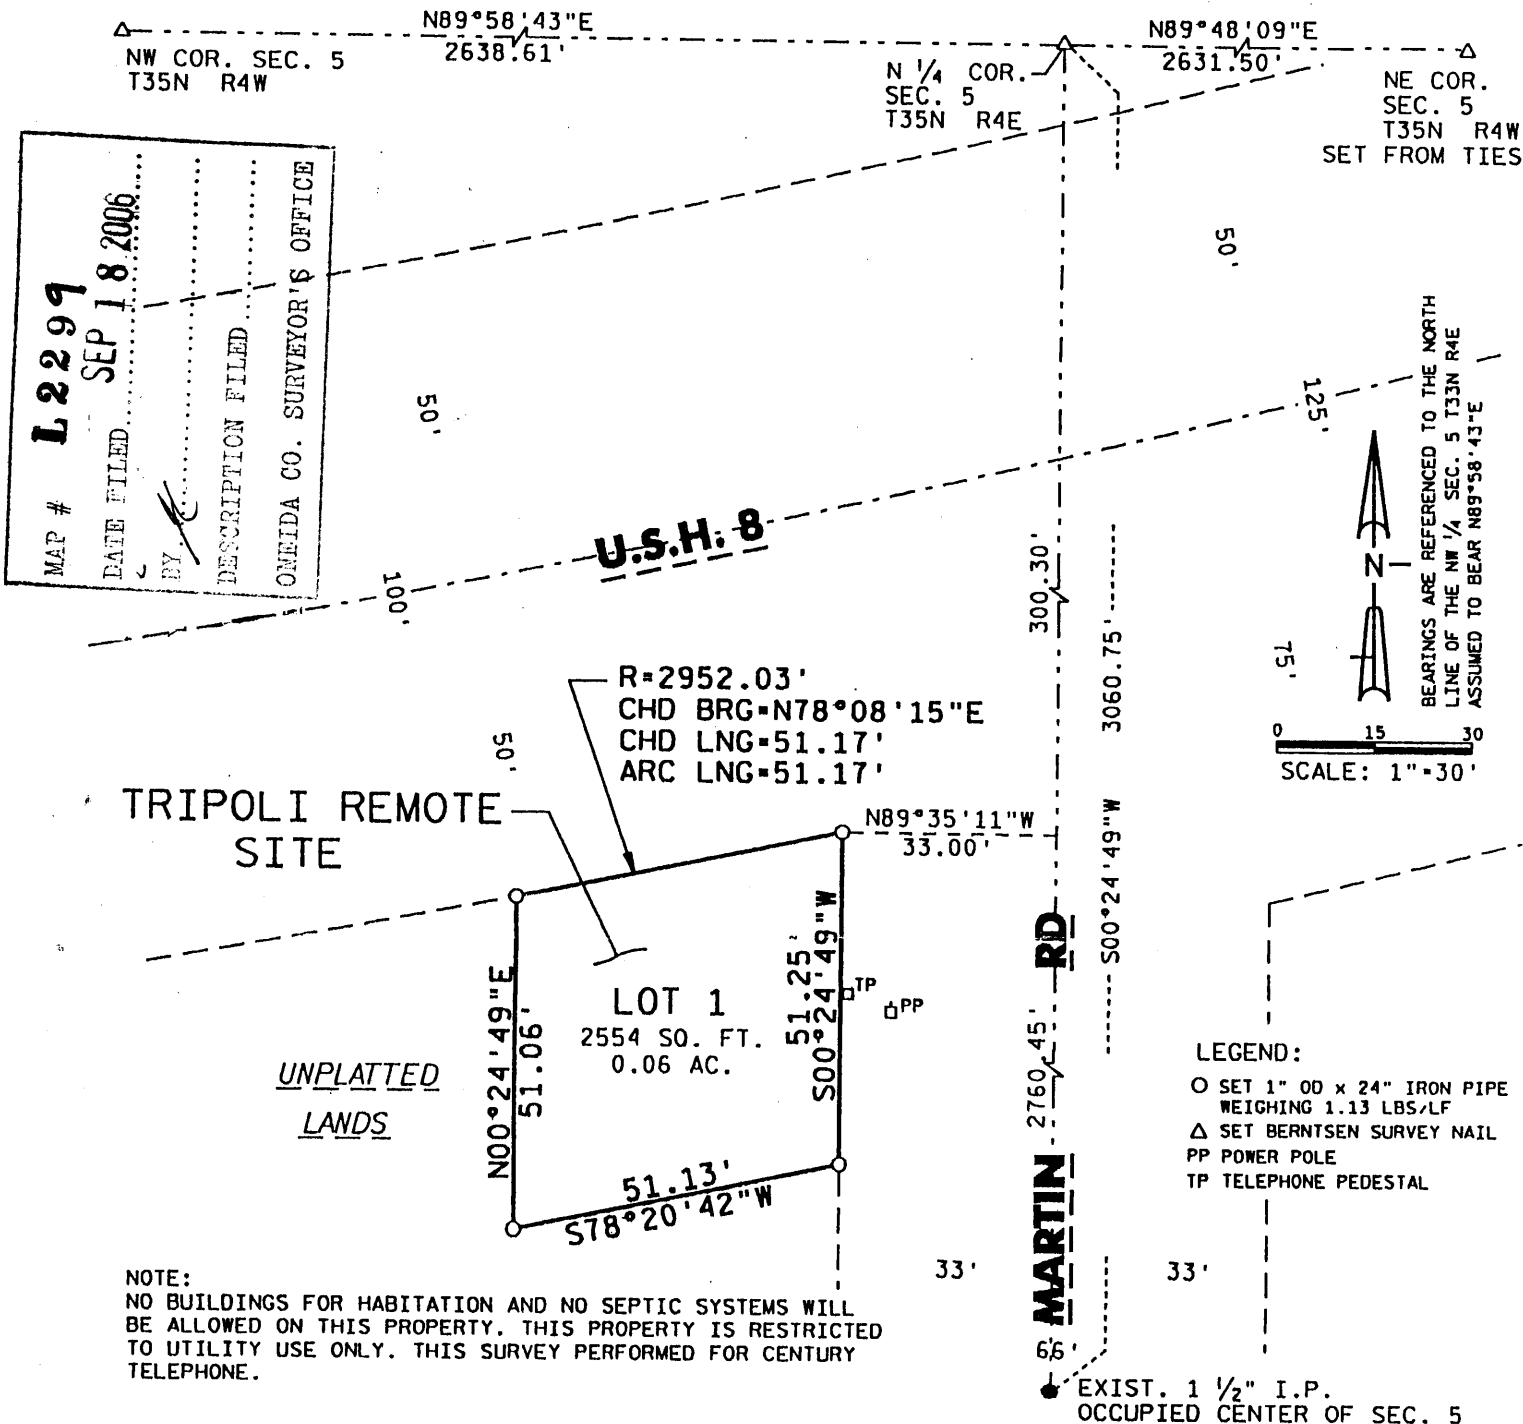 N89°58'43"E
2638.61'
NW COR. SEC. 5
T35N R4W
N 1/4 COR.
SEC. 5
T35N R4E
N89°48'09"E
2631.50'
NE COR.
SEC. 5
T35N R4W
SET FROM TIES
MAP # L2299
DATE FILED SEP 18 2006
BY
DESCRIPTION FILED
ONEIDA CO. SURVEYOR'S OFFICE
50'
50'
125'
100'
U.S.H. 8
BEARINGS ARE REFERENCED TO THE NORTH
LINE OF THE NW 1/4 SEC. 5 T33N R4E
ASSUMED TO BEAR N89°58'43"E
N
300.30'
3060.75'
S00°24'49"W
75'
0 15 30
SCALE: 1"=30'
R=2952.03'
CHD BRG=N78°08'15"E
CHD LNG=51.17'
ARC LNG=51.17'
50'
TRIPOLI REMOTE
SITE
N89°35'11"W
33.00'
LOT 1
2554 SQ. FT.
0.06 AC.
N00°24'49"E
51.06'
51.25'
S00°24'49"W
TP
PP
UNPLATTED
LANDS
51.13'
S78°20'42"W
MARTIN RD
2760.45'
LEGEND:
SET 1" OD x 24" IRON PIPE
WEIGHING 1.13 LBS/LF
SET BERNTSEN SURVEY NAIL
PP POWER POLE
TP TELEPHONE PEDESTAL
33'
33'
66'
NOTE:
NO BUILDINGS FOR HABITATION AND NO SEPTIC SYSTEMS WILL
BE ALLOWED ON THIS PROPERTY. THIS PROPERTY IS RESTRICTED
TO UTILITY USE ONLY. THIS SURVEY PERFORMED FOR CENTURY
TELEPHONE.
EXIST. 1 1/2" I.P.
OCCUPIED CENTER OF SEC. 5